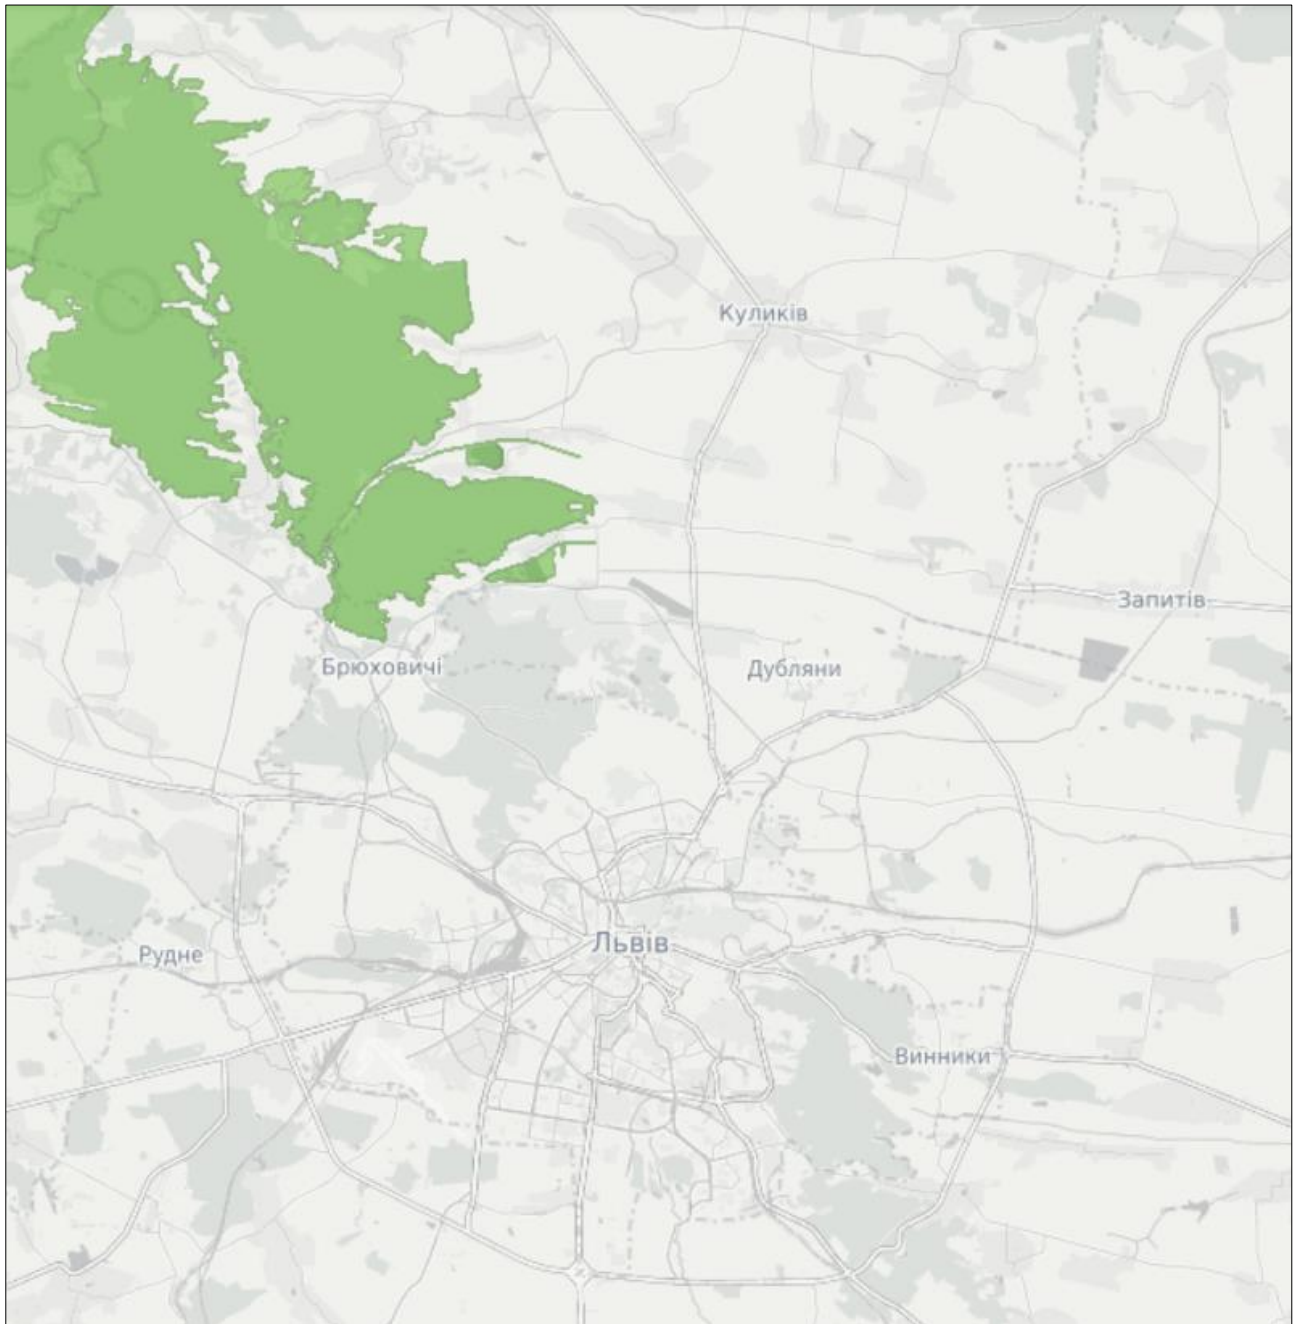 Куликів
Запитів
Брюховичі
Дубляни
Львів
Рудне
Винники